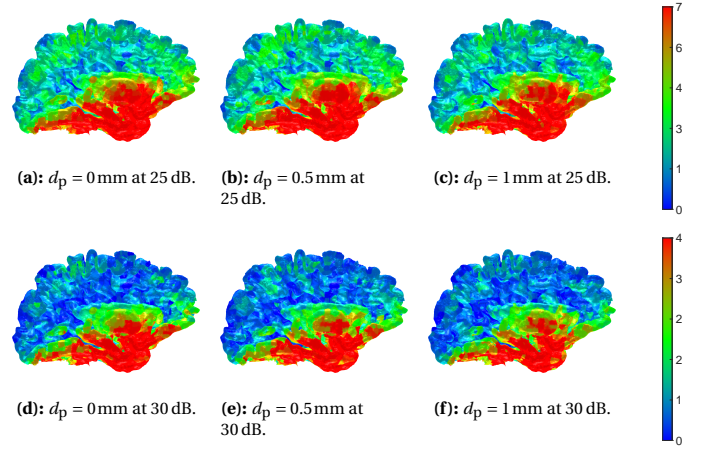 7
6
4
3
1
0
(a): dp = 0 mm at 25 dB.
(b): dp = 0.5 mm at
25 dB.
(c): dp = 1 mm at 25 dB.
4
3
2
2
1
0
(d): dp = 0 mm at 30 dB.
(e): dp = 0.5 mm at
30 dB.
(f): dp = 1 mm at 30 dB.